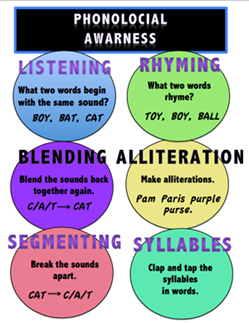 PHONOLOCIAL
AWARNESS
LISTENING
What two words begin
with the same sound?
BOY, BAT, CAT
RHYMING
What two words
rhyme?
TOY, BOY, BALL
BLENDING
Blend the sounds back
together again.
C/A/T→ CAT
ALLITERATION
Make alliterations.
Pam Paris purple
purse.
SEGMENTING
Break the sounds
apart.
CAT→C/A/T
SYLLABLES
Clap and tap the
syllables
in words.